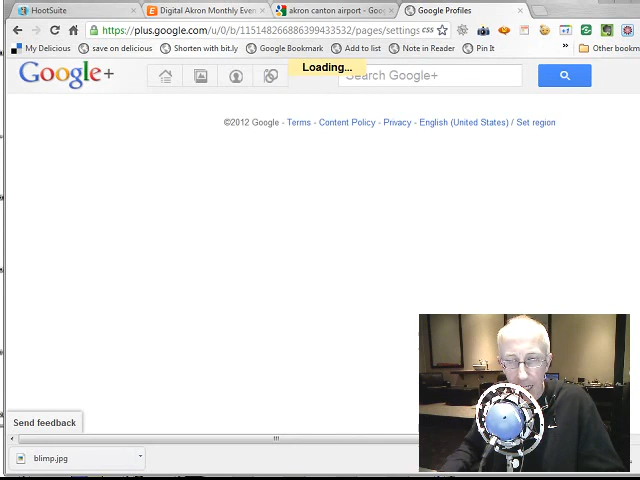 HootSuite
Digital Akron Monthly Even
akron canton airport - Goo
Google Profiles
https://plus.google.com/u/0/b/115148266886399433532/pages/settings
css
My Delicious
save on delicious
Shorten with bit.ly
Google Bookmark
Add to list
Note in Reader
Pin It
»
Other bookm
Google+
Loading...
Search Google+
©2012 Google - Terms - Content Policy - Privacy - English (United States) / Set region
Send feedback
blimp.jpg